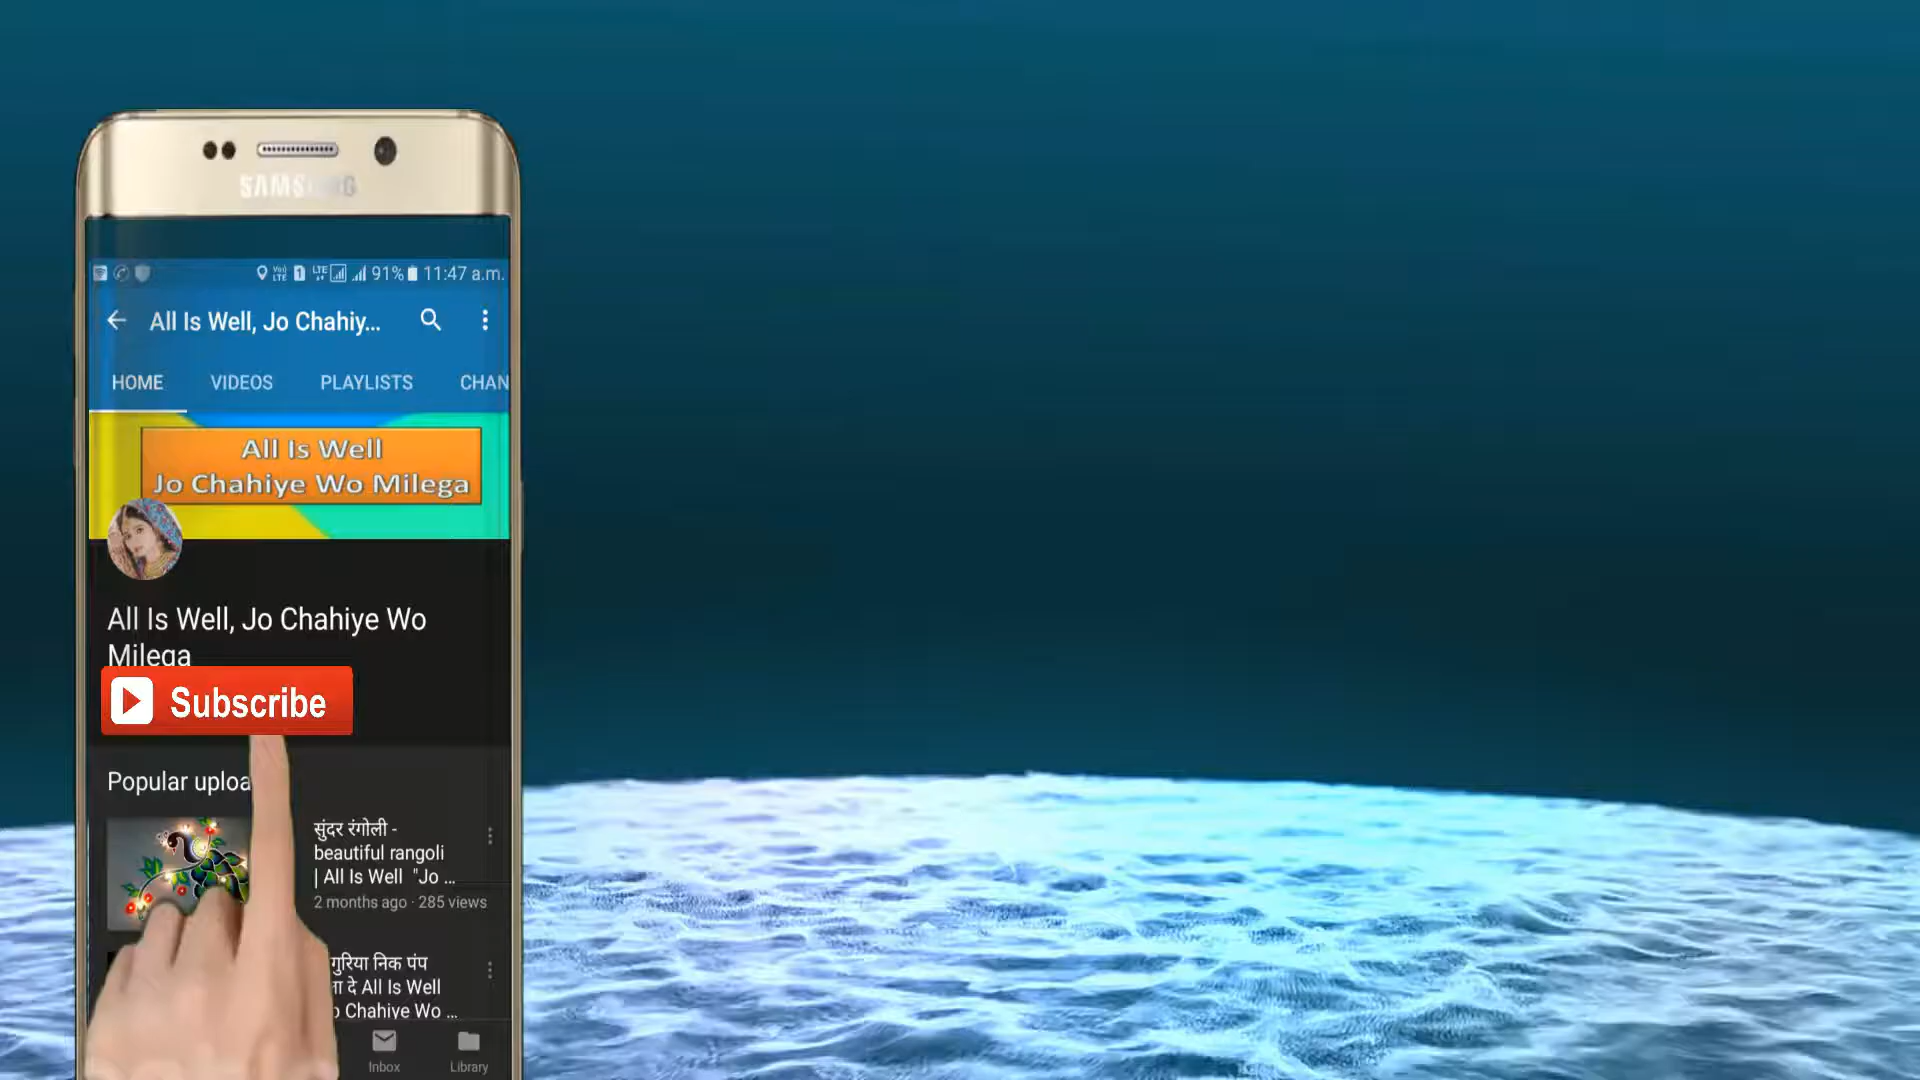 SAMSUNG
91% 11:47 a.m.
All Is Well, Jo Chahiy...
HOME VIDEOS PLAYLISTS CHAN
All Is Well
Jo Chahiye Wo Milega
All Is Well, Jo Chahiye Wo
Milega
Subscribe
Popular uploa
सुंदर रंगोली -
beautiful rangoli
| All Is Well "Jo ...
2 months ago · 285 views
गुरिया निक पंप
दे All Is Well
Chahiye Wo ...
Inbox Library